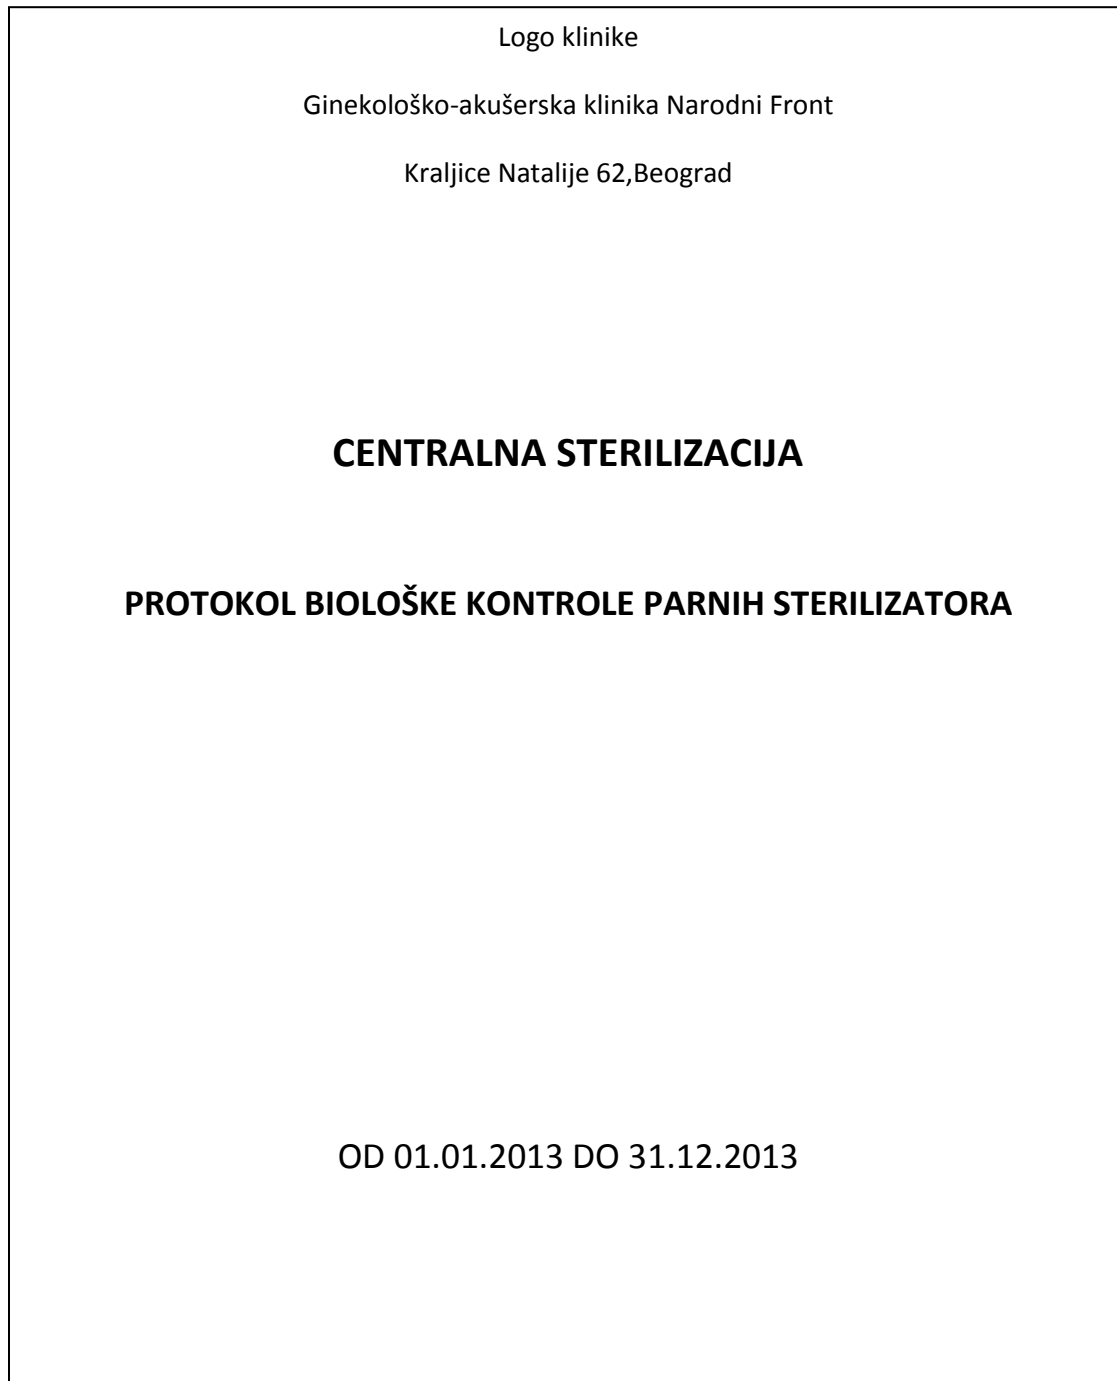 Logo klinike
Ginekološko-akušerska klinika Narodni Front
Kraljice Natalije 62,Beograd
CENTRALNA STERILIZACIJA
PROTOKOL BIOLOŠKE KONTROLE PARNIH STERILIZATORA
OD 01.01.2013 DO 31.12.2013